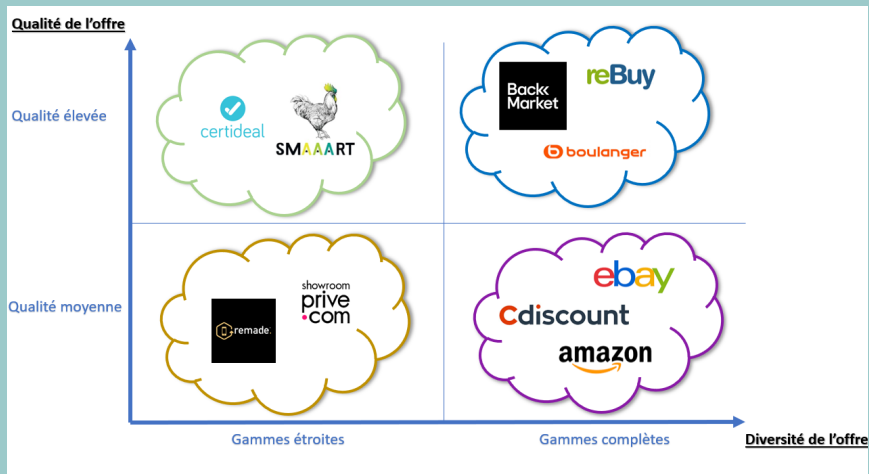 Qualité de l'offre
Qualité élevée
certideal
SMAAART
Back
Market
reBuy
boulanger
Qualité moyenne
remade.
showroom
prive
.com
ebay
Cdiscount
amazon
Gammes étroites
Gammes complètes
Diversité de l'offre